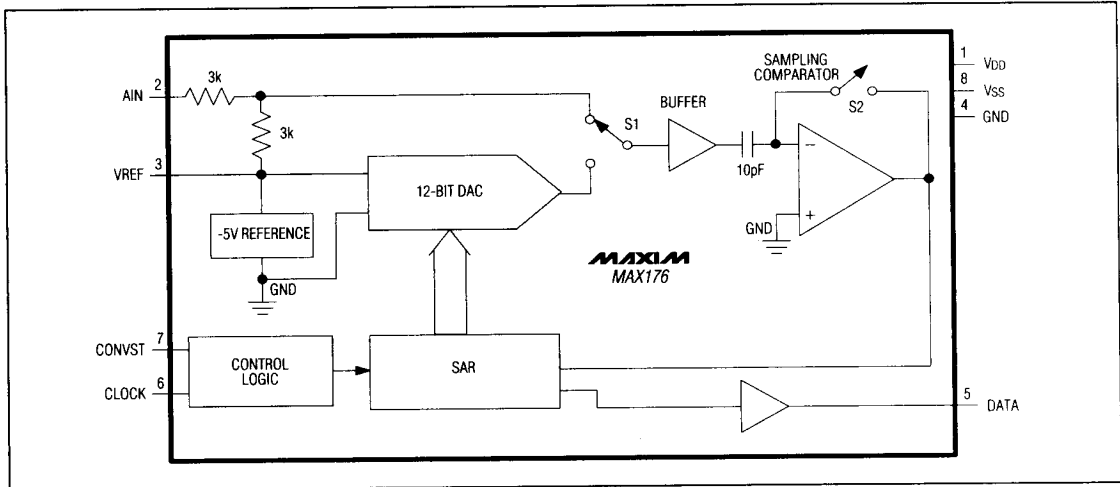 AIN
2
3k
3k
VREF
3
-5V REFERENCE
GND
12-BIT DAC
S1
BUFFER
10pF
SAMPLING
COMPARATOR
S2
−
+
GND
1
VDD
8
VSS
4
GND
MAXIM
MAX176
CONVST
7
CLOCK
6
CONTROL
LOGIC
SAR
5
DATA